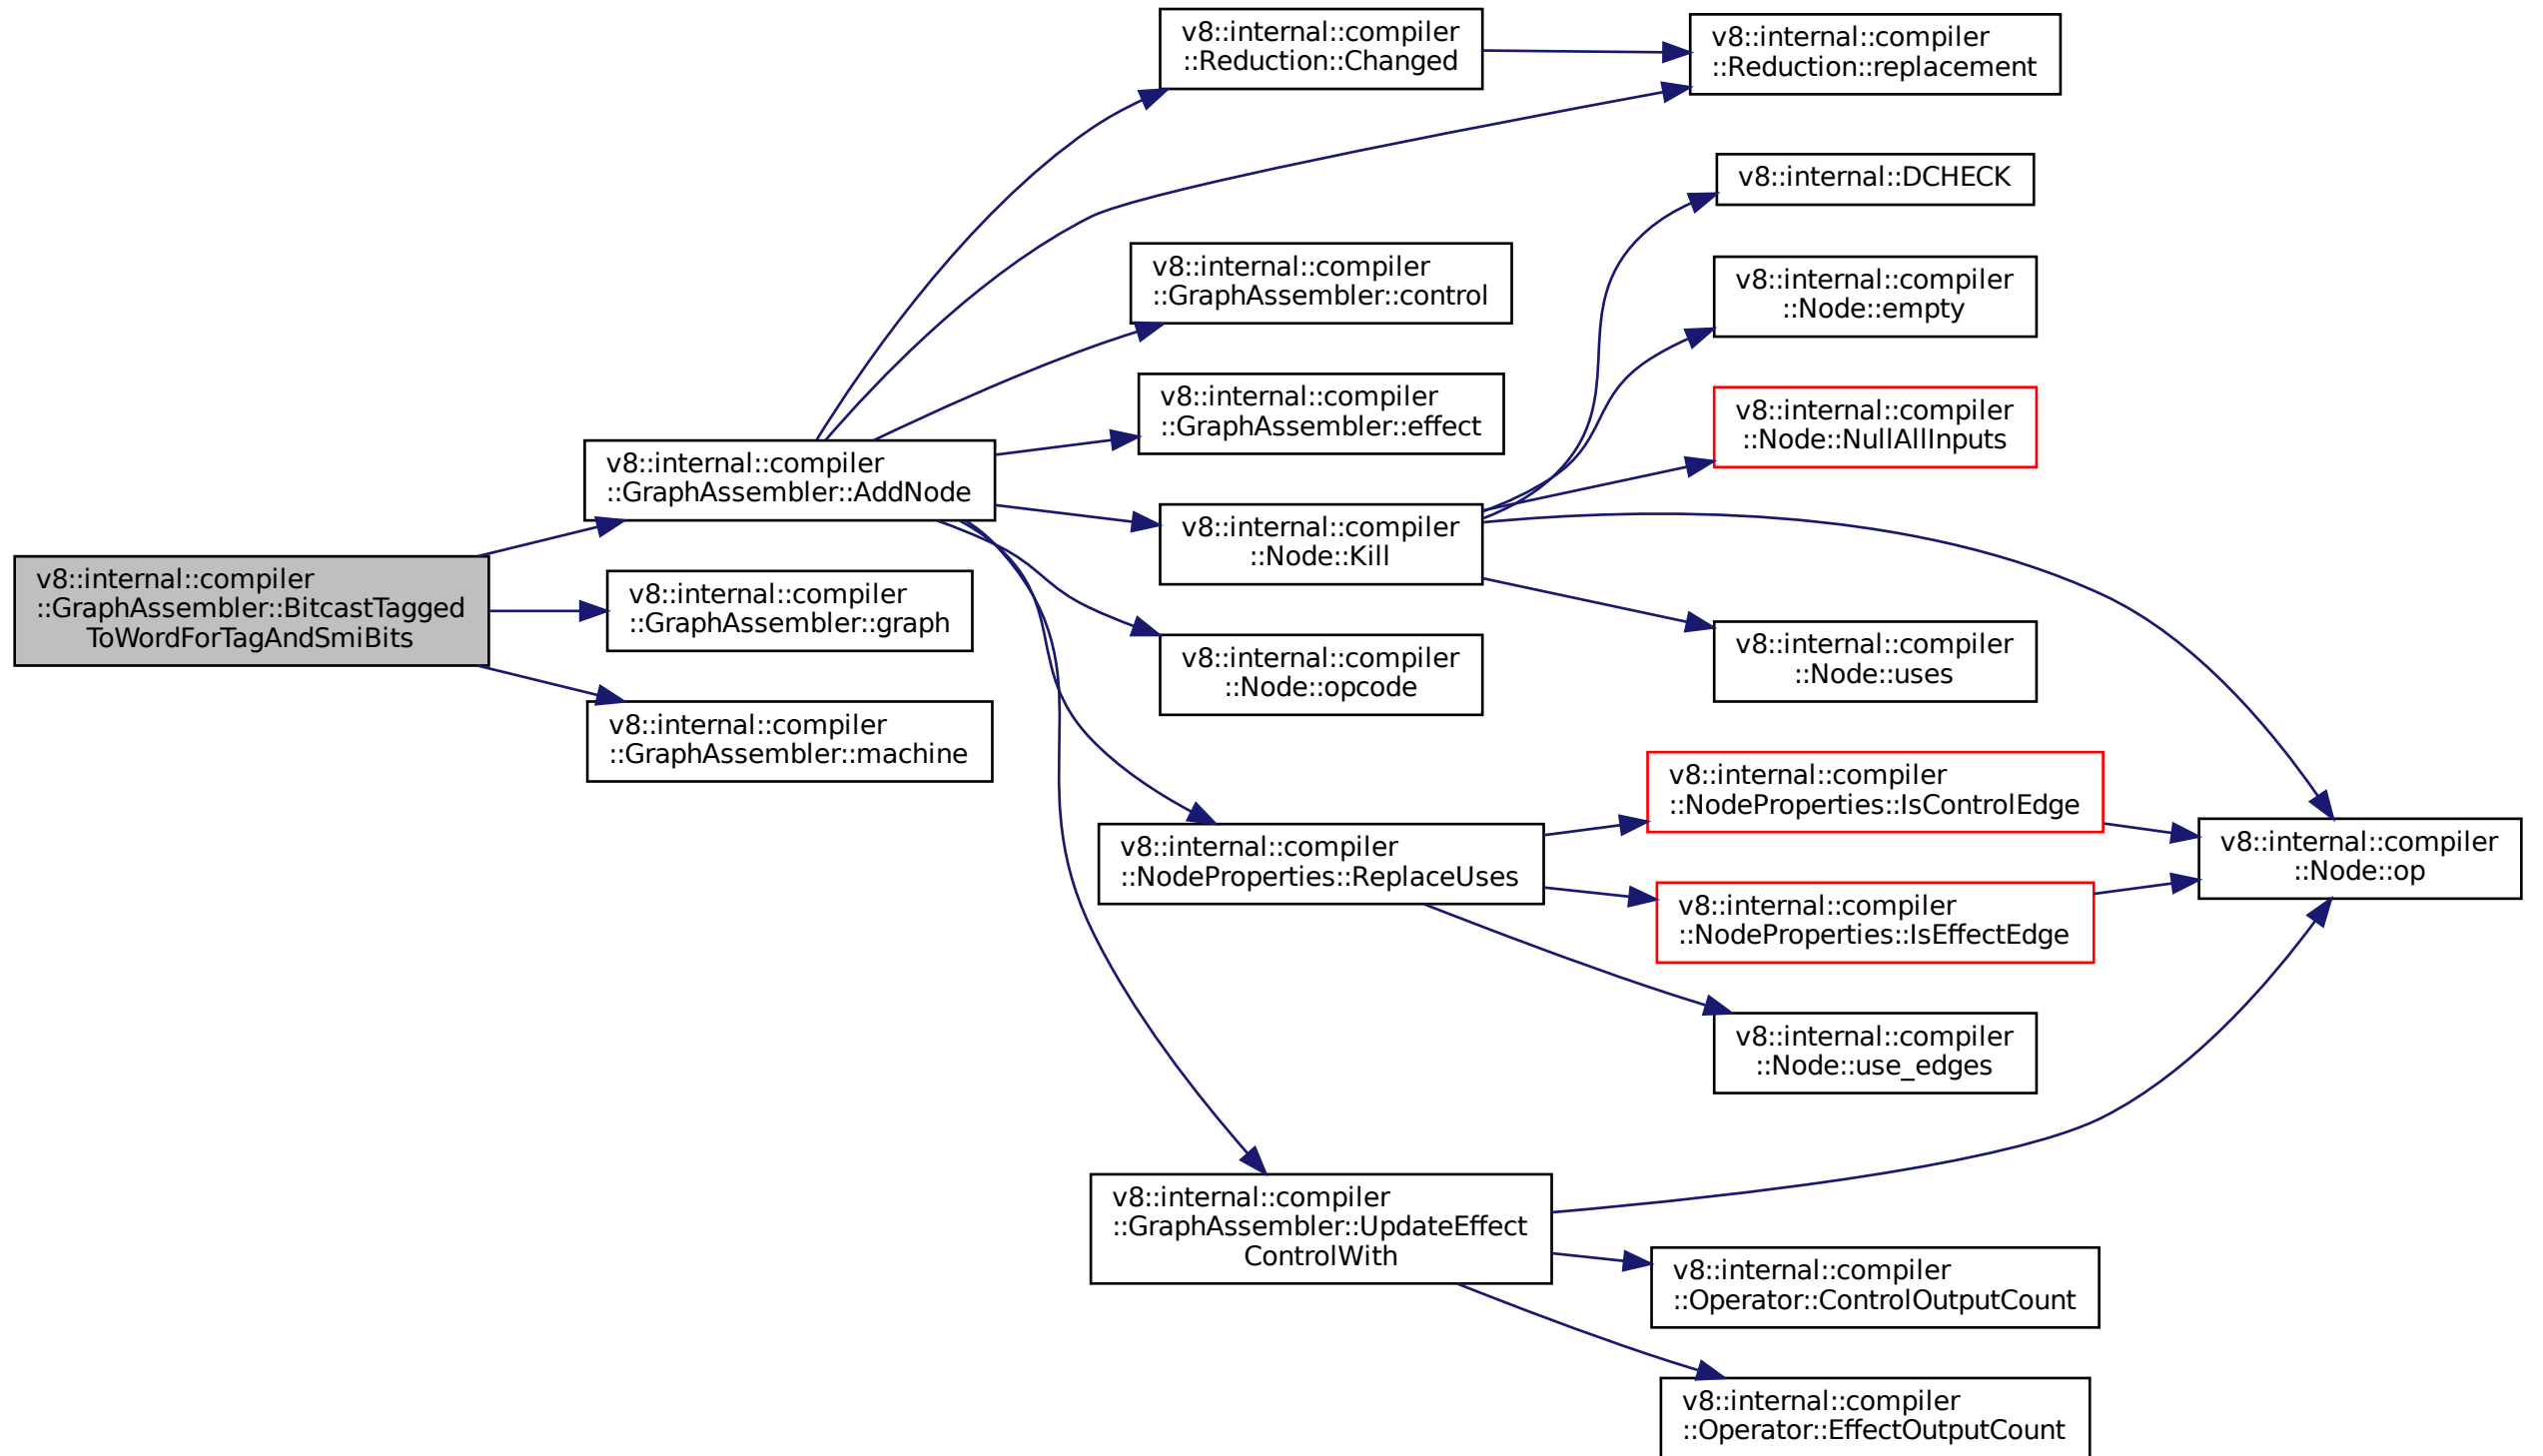 v8::internal::compiler
::GraphAssembler::BitcastTagged
ToWordForTagAndSmiBits
v8::internal::compiler
::GraphAssembler::AddNode
v8::internal::compiler
::GraphAssembler::graph
v8::internal::compiler
::GraphAssembler::machine
v8::internal::compiler
::Reduction::Changed
v8::internal::compiler
::GraphAssembler::control
v8::internal::compiler
::GraphAssembler::effect
v8::internal::compiler
::Node::Kill
v8::internal::compiler
::Node::opcode
v8::internal::compiler
::NodeProperties::ReplaceUses
v8::internal::compiler
::GraphAssembler::UpdateEffect
ControlWith
v8::internal::compiler
::Reduction::replacement
v8::internal::DCHECK
v8::internal::compiler
::Node::empty
v8::internal::compiler
::Node::NullAllInputs
v8::internal::compiler
::Node::uses
v8::internal::compiler
::NodeProperties::IsControlEdge
v8::internal::compiler
::NodeProperties::IsEffectEdge
v8::internal::compiler
::Node::use_edges
v8::internal::compiler
::Operator::ControlOutputCount
v8::internal::compiler
::Operator::EffectOutputCount
v8::internal::compiler
::Node::op